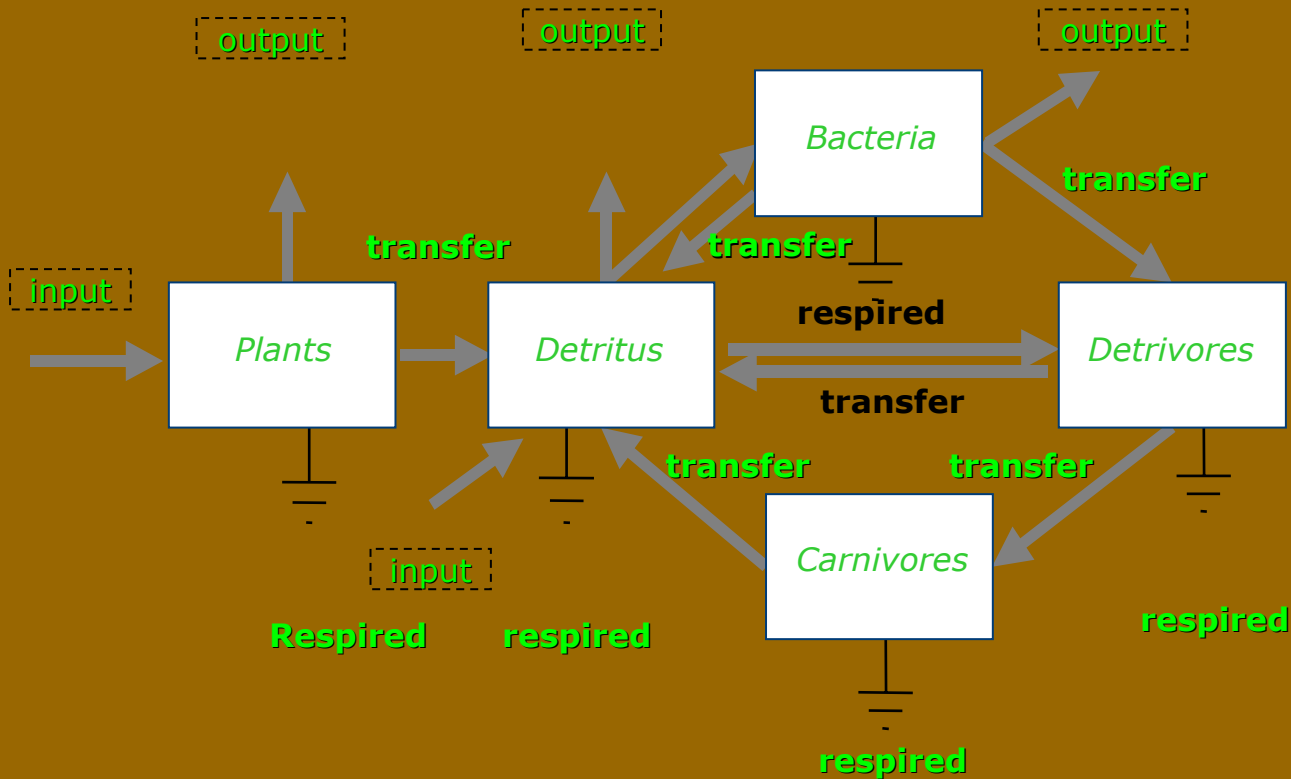 output
output
output
Bacteria
transfer
transfer
transfer
input
respired
Plants
Detritus
Detrivores
transfer
transfer
transfer
Carnivores
input
Respired
respired
respired
respired